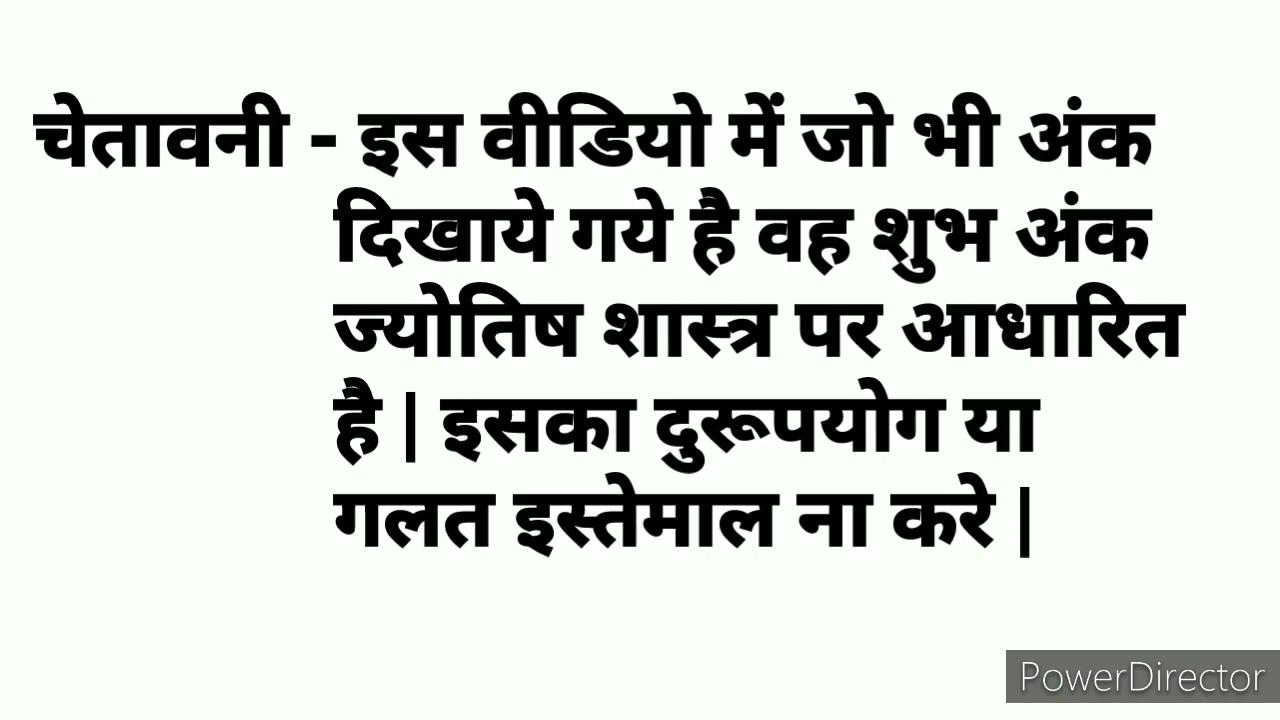 चेतावनी - इस वीडियो में जो भी अंक
दिखाये गये है वह शुभ अंक
ज्योतिष शास्त्र पर आधारित
है | इसका दुरूपयोग या
गलत इस्तेमाल ना करे |
PowerDirector